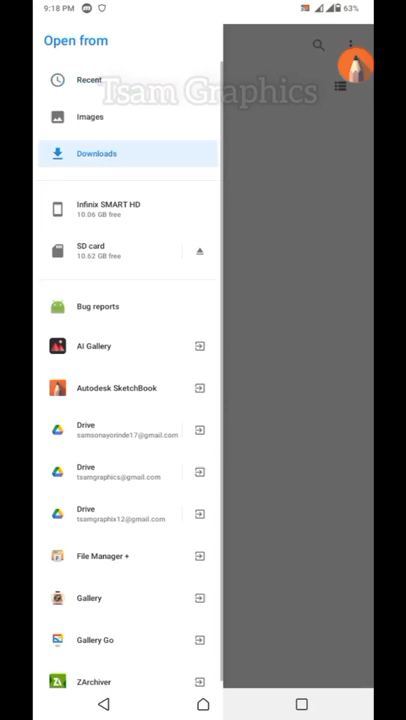 9:18 PM
63%
Open from
Recent
Tsam Graphics
Images
Downloads
Infinix SMART HD
10.06 GB free
SD card
10.62 GB free
Bug reports
AI Gallery
Autodesk SketchBook
Drive
samsonayorinde17@gmail.com
Drive
tsamgraphics@gmail.com
Drive
tsamgraphix12@gmail.com
File Manager +
Gallery
Gallery Go
ZArchiver